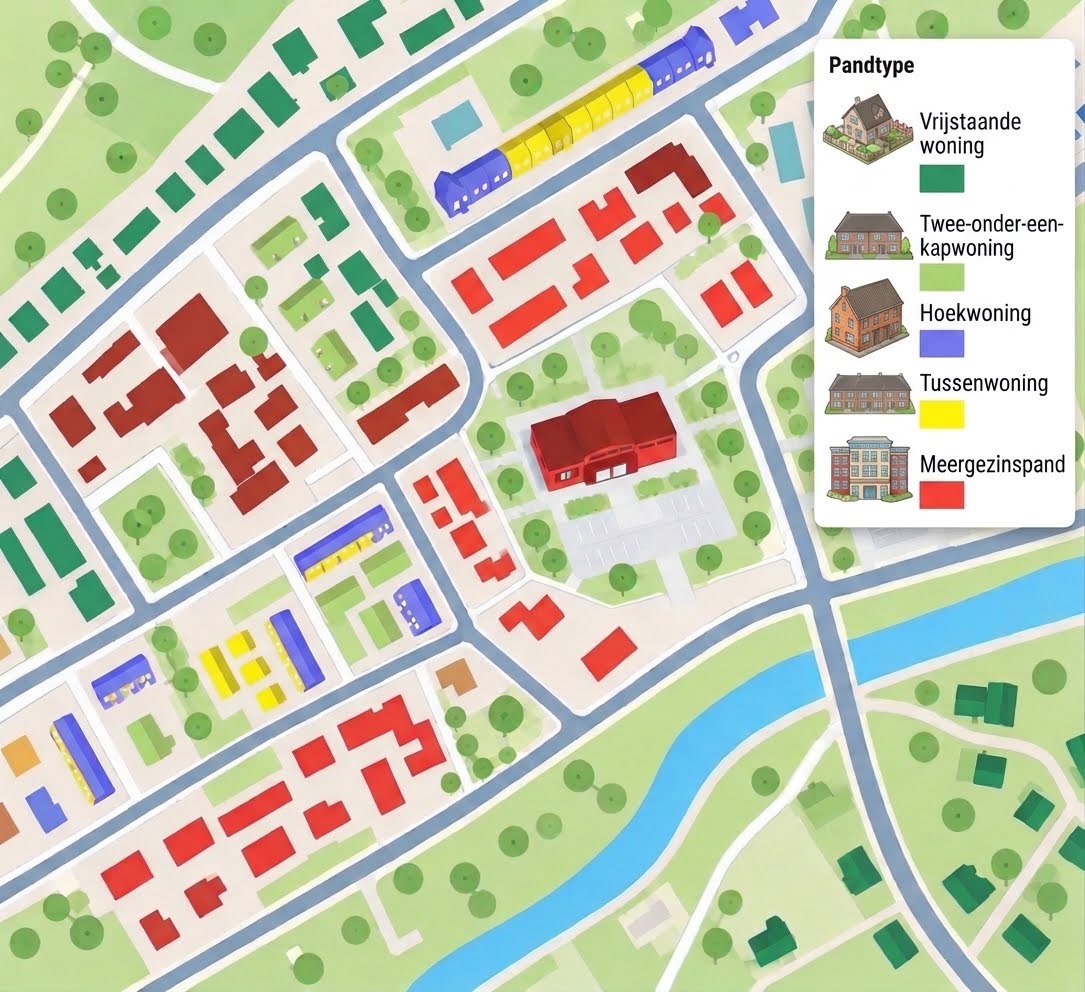 Pandtype
Vrijstaande
woning
Twee-onder-een-
kapwoning
Hoekwoning
Tussenwoning
Meergezinspand